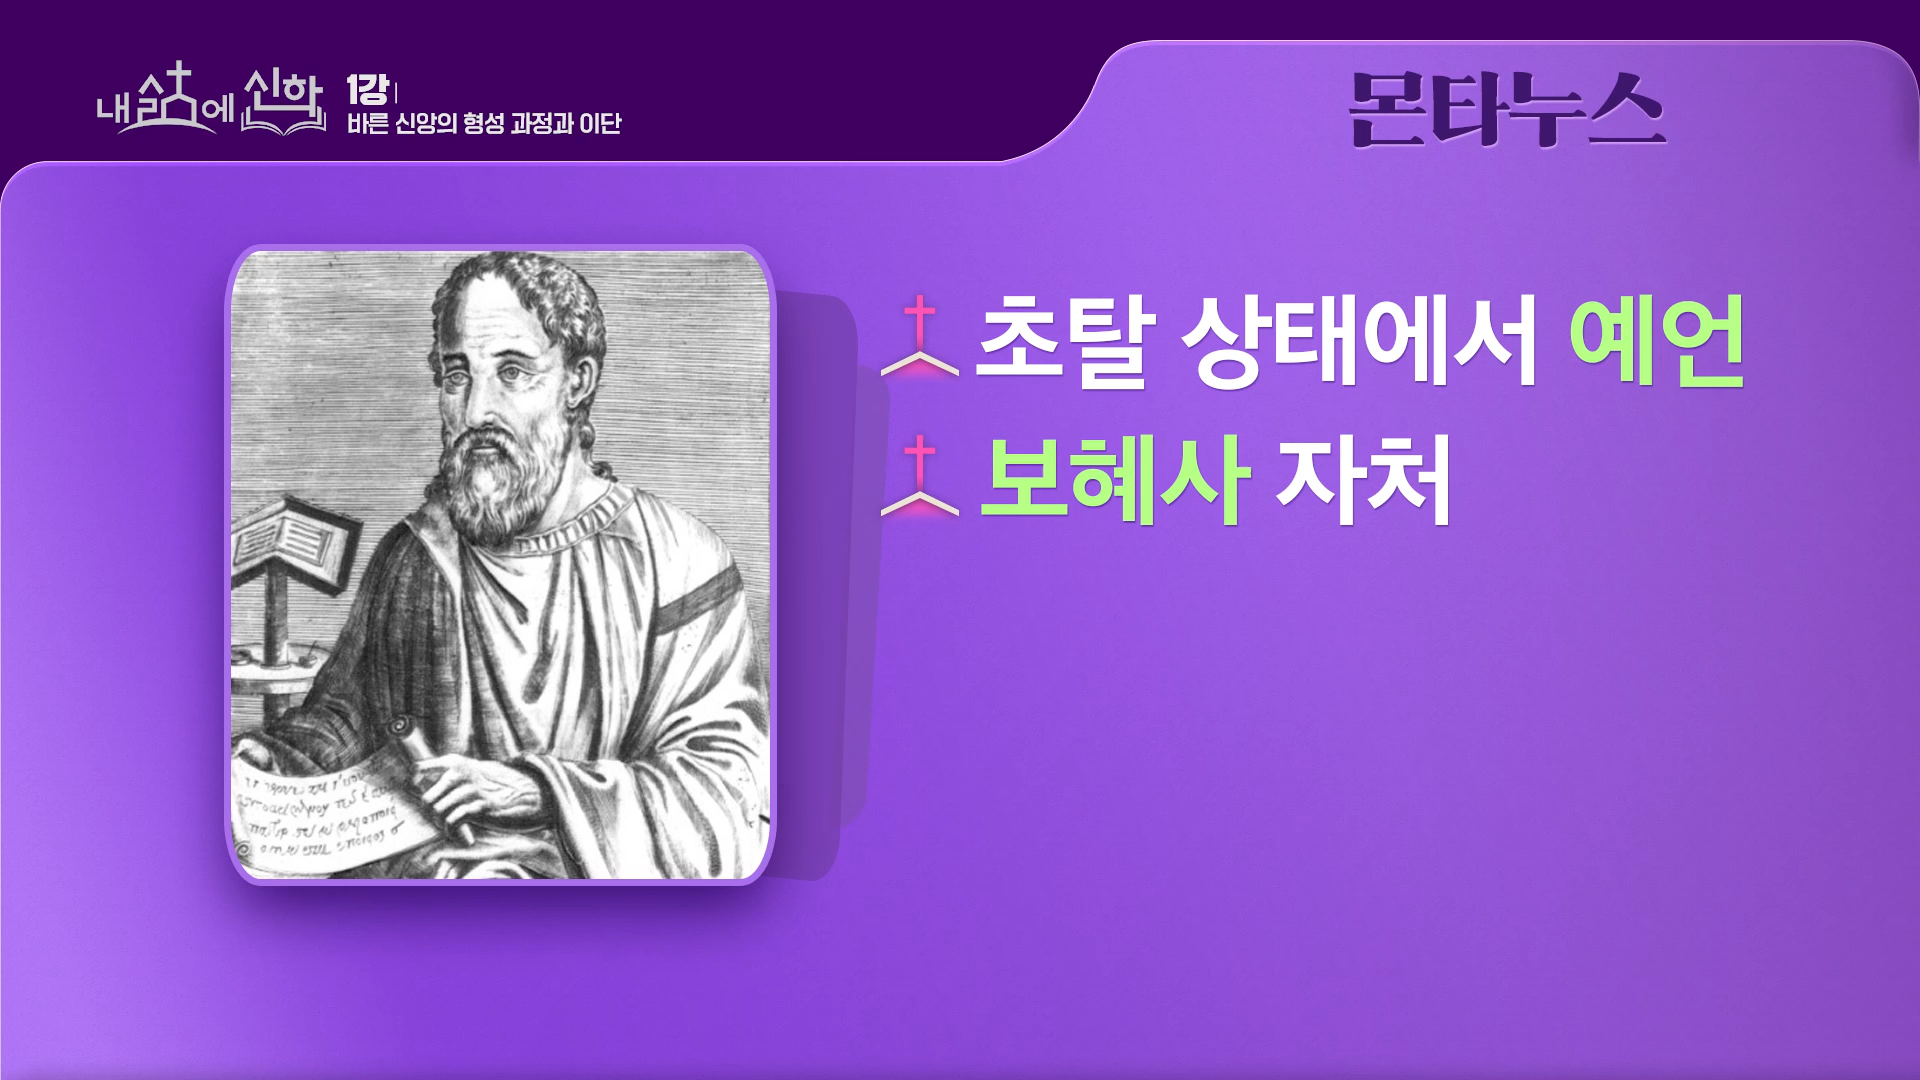 내 삶에 신학
1강
바른 신앙의 형성 과정과 이단
몬타누스
초탈 상태에서 예언
보혜사 자처